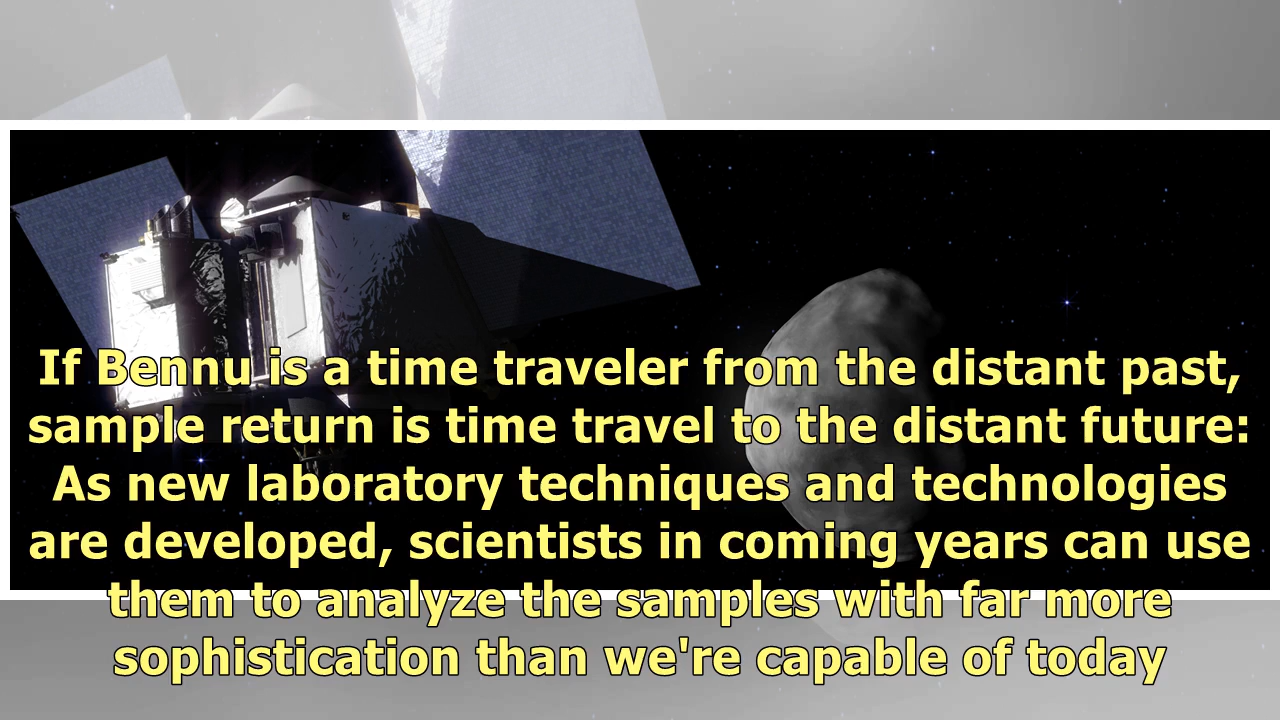 If Bennu is a time traveler from the distant past,
sample return is time travel to the distant future:
As new laboratory techniques and technologies
are developed, scientists in coming years can use
them to analyze the samples with far more
sophistication than we're capable of today